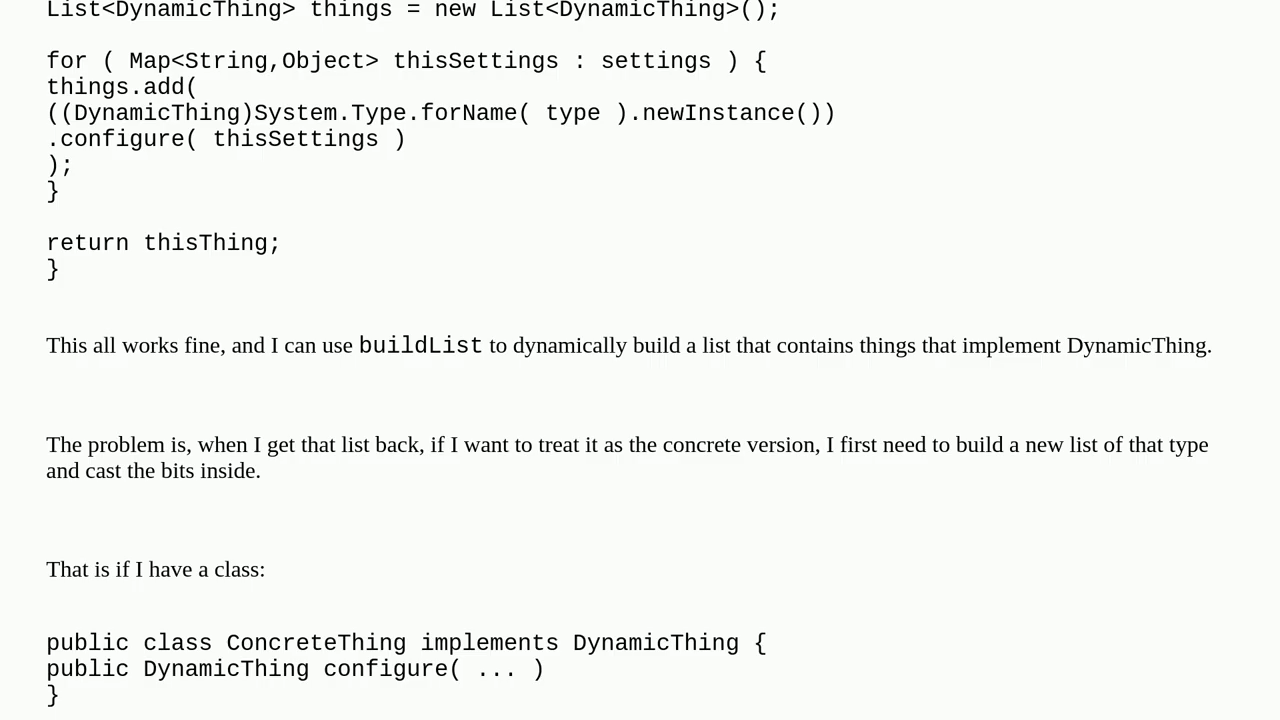 List<DynamicThing> things = new List<DynamicThing>();
for ( Map<String,Object> thisSettings : settings ) {
things.add(
((DynamicThing)System.Type.forName( type ).newInstance())
.configure( thisSettings )
);
}
return thisThing;
}
This all works fine, and I can use buildList to dynamically build a list that contains things that implement DynamicThing.
The problem is, when I get that list back, if I want to treat it as the concrete version, I first need to build a new list of that type
and cast the bits inside.
That is if I have a class:
public class ConcreteThing implements DynamicThing {
public DynamicThing configure( ... )
}